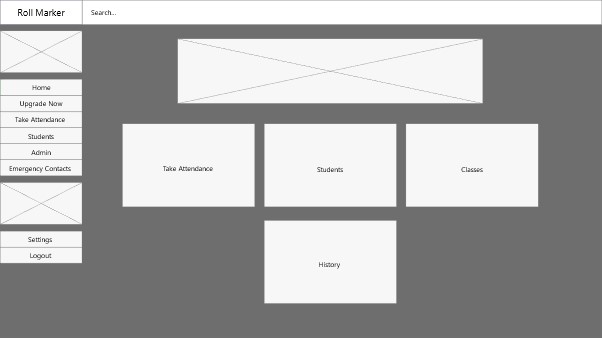 Roll Marker
Search...
Home
Upgrade Now
Take Attendance
Students
Admin
Emergency Contacts
Settings
Logout
Take Attendance
Students
Classes
History